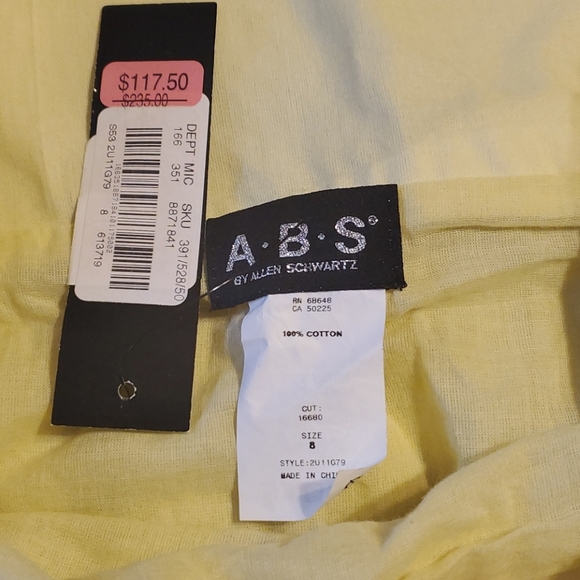 $117.50
$235.00
DEPT MIC SKU 391/528/50
166 351 8871841
S53.2U11G79 8 613719
A·B·S®
BY ALLEN SCHWARTZ
RN 68648
CA 50225
100% COTTON
CUT:
16680
SIZE
8
STYLE:2U11G79
MADE IN CHI